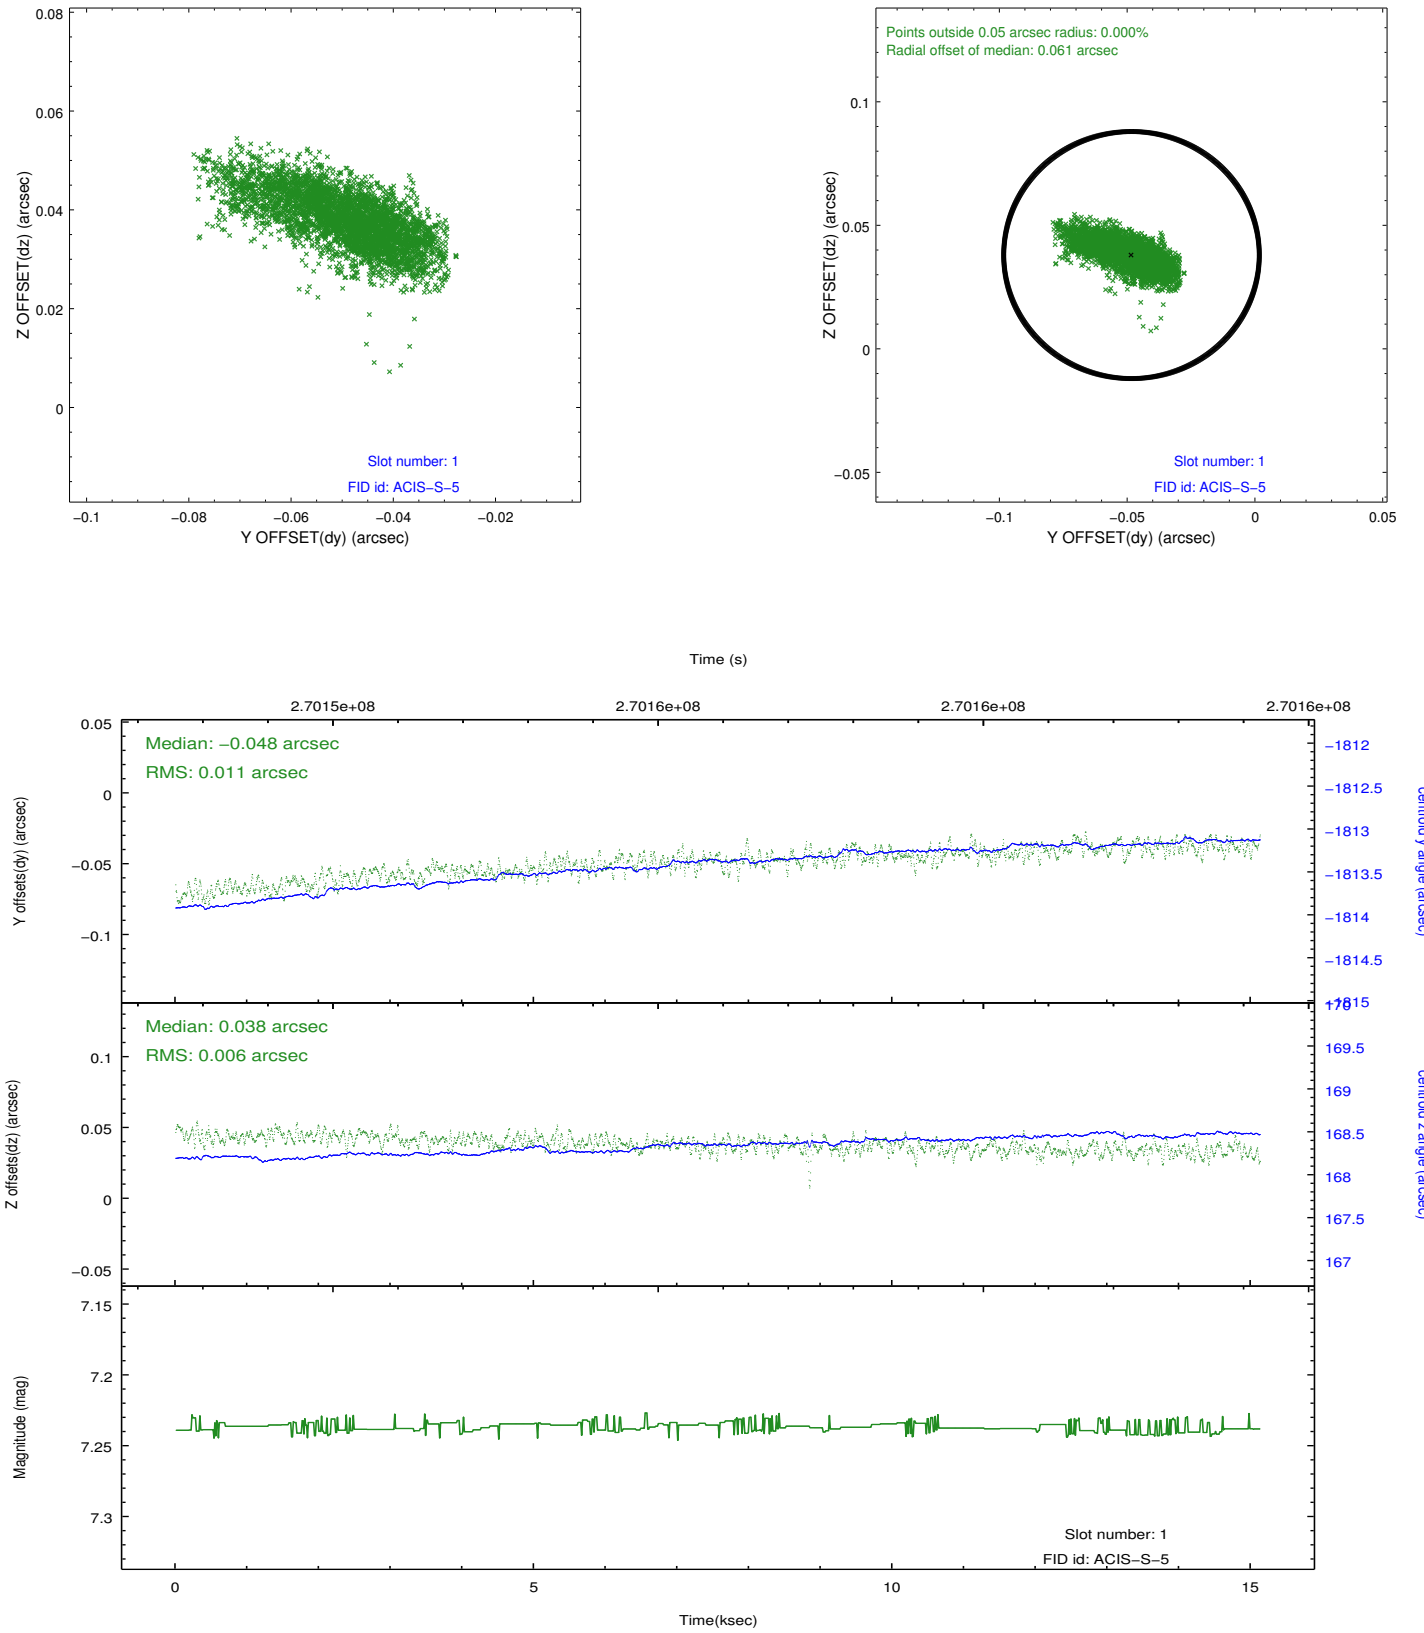 0.08
0.06
0.04
0.02
0
Z OFFSET(dz) (arcsec)
Slot number: 1
FID id: ACIS−S−5
−0.1
−0.08
−0.06
−0.04
−0.02
Y OFFSET(dy) (arcsec)
Points outside 0.05 arcsec radius: 0.000%
Radial offset of median: 0.061 arcsec
0.1
0.05
0
−0.05
Z OFFSET(dz) (arcsec)
Slot number: 1
FID id: ACIS−S−5
−0.1
−0.05
0
0.05
Y OFFSET(dy) (arcsec)
Time (s)
2.7015e+08
2.7016e+08
2.7016e+08
2.7016e+08
0.05
0
−0.05
−0.1
Y offsets(dy) (arcsec)
Median: −0.048 arcsec
RMS: 0.011 arcsec
−1812
−1812.5
−1813
−1813.5
−1814
−1814.5
−1815
centroid y angle (arcsec)
0.1
0.05
0
−0.05
Z offsets(dz) (arcsec)
Median: 0.038 arcsec
RMS: 0.006 arcsec
170
169.5
169
168.5
168
167.5
167
centroid z angle (arcsec)
7.15
7.2
7.25
7.3
Magnitude (mag)
Slot number: 1
FID id: ACIS−S−5
0
5
10
15
Time(ksec)